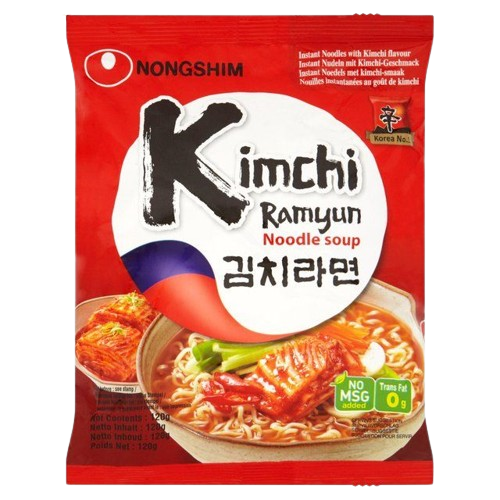 NONGSHIM
Instant Noodles with Kimchi flavour
Instant Nudeln mit Kimchi-Geschmack
Instant Noedels met kimchi-smaak
Nouilles instantanées au goût de kimchi
辛
Korea No.1
Kimchi
Ramyun
Noodle soup
김치라면
NO
MSG
added
Trans Fat
0g
Net Contents : 120g
Netto Inhalt : 120g
Netto Inhoud : 120g
Poids Net : 120g